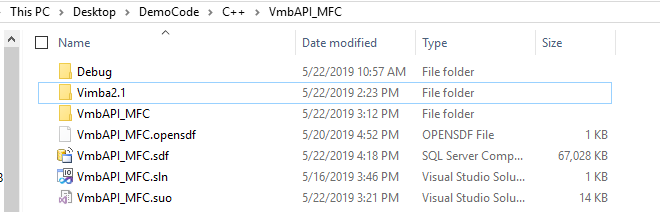 This PC > Desktop > DemoCode > C++ > VmbAPI_MFC
Name Date modified Type Size
Debug 5/22/2019 10:57 AM File folder
Vimba2.1 5/22/2019 2:23 PM File folder
VmbAPI_MFC 5/22/2019 3:12 PM File folder
VmbAPI_MFC.opensdf 5/20/2019 4:52 PM OPENSDF File 1 KB
VmbAPI_MFC.sdf 5/22/2019 4:18 PM SQL Server Comp... 67,028 KB
VmbAPI_MFC.sln 5/16/2019 3:46 PM Visual Studio Solu... 1 KB
VmbAPI_MFC.suo 5/22/2019 3:21 PM Visual Studio Solu... 14 KB